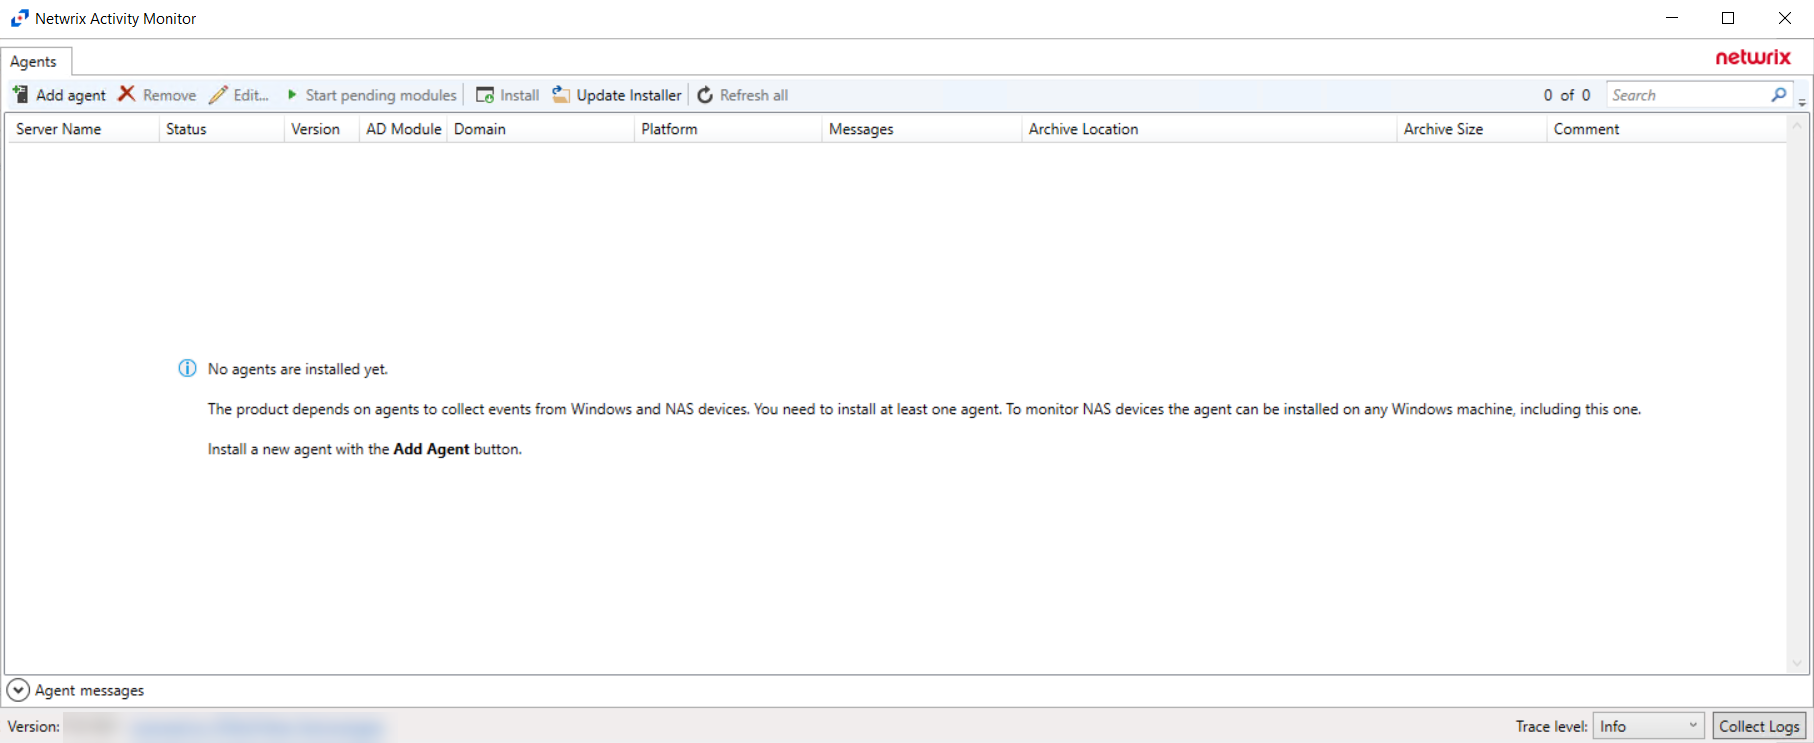 Netwrix Activity Monitor
Agents
netwrix
Add agent Remove Edit... Start pending modules Install Update Installer Refresh all 0 of 0 Search
Server Name Status Version AD Module Domain Platform Messages Archive Location Archive Size Comment
No agents are installed yet.
The product depends on agents to collect events from Windows and NAS devices. You need to install at least one agent. To monitor NAS devices the agent can be installed on any Windows machine, including this one.
Install a new agent with the Add Agent button.
Agent messages
Version: Trace level: Info Collect Logs